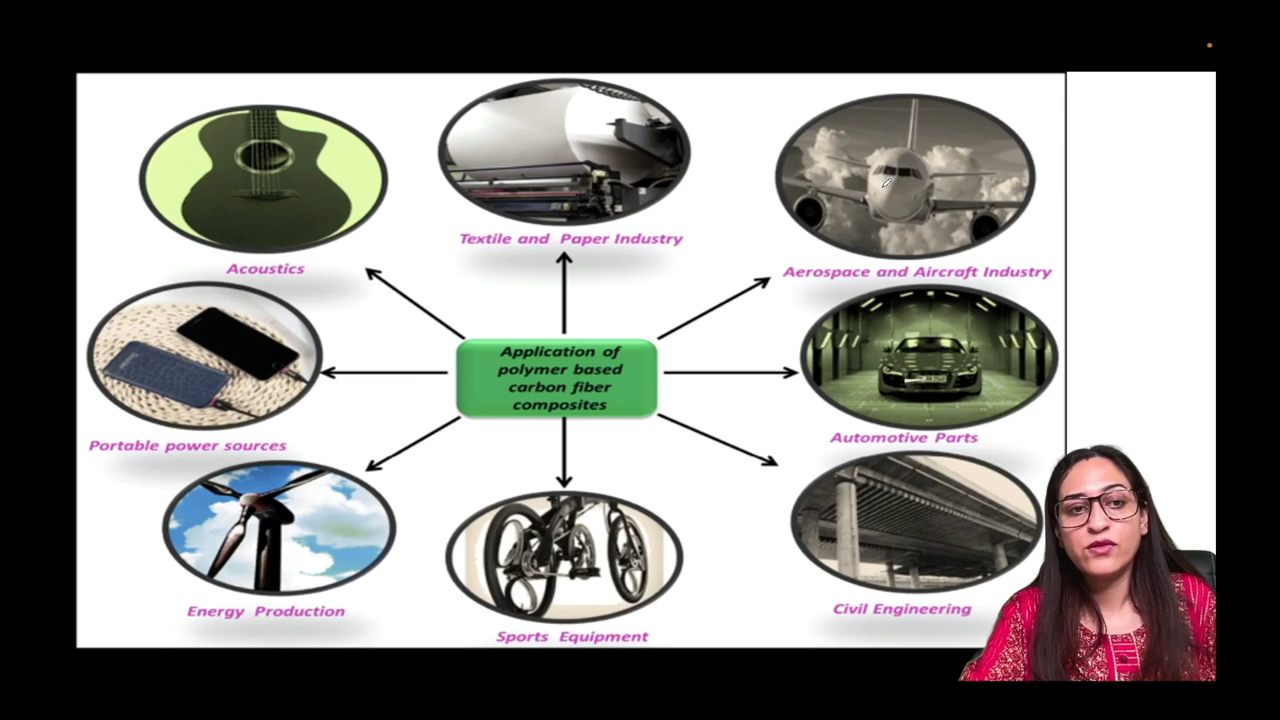 Textile and Paper Industry
Acoustics
Aerospace and Aircraft Industry
Application of
polymer based
carbon fiber
composites
Portable power sources
Automotive Parts
Energy Production
Sports Equipment
Civil Engineering